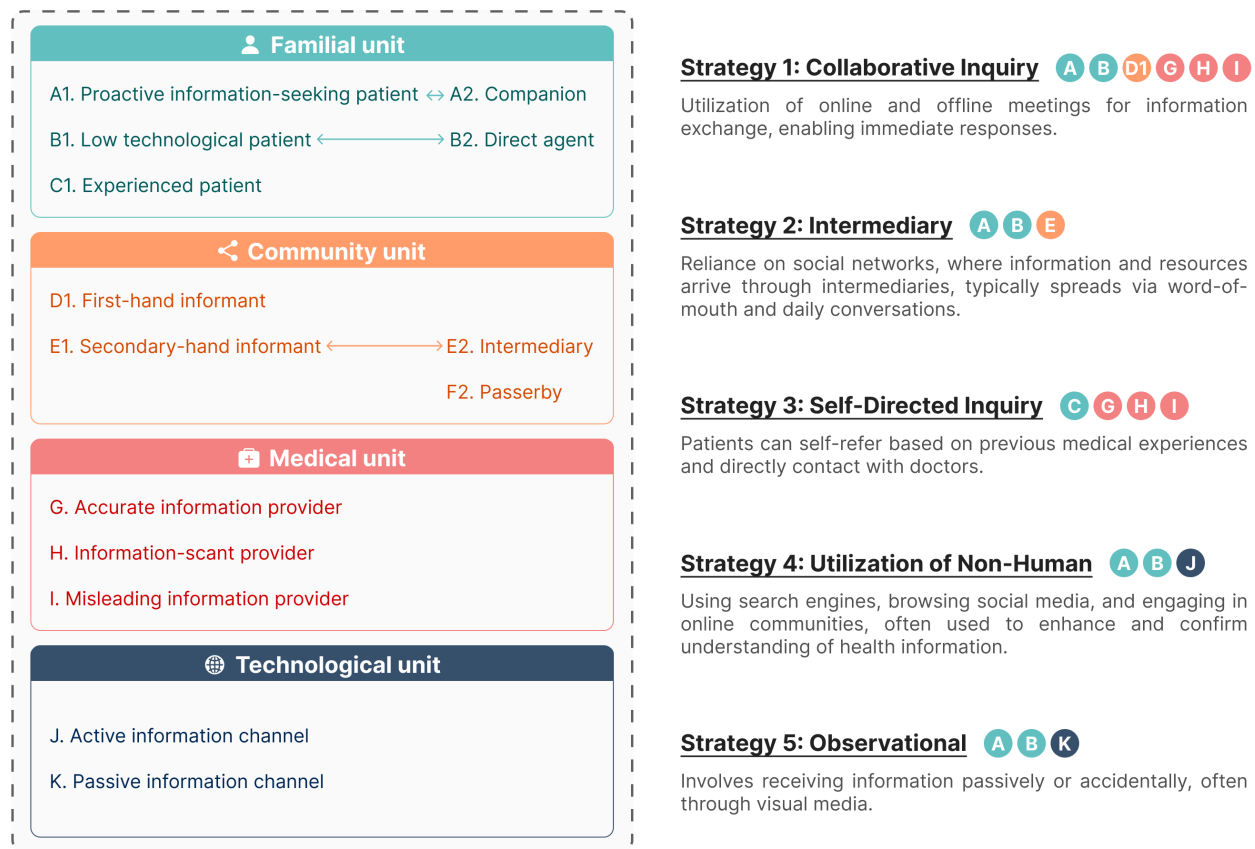 Familial unit
A1. Proactive information-seeking patient ↔ A2. Companion
B1. Low technological patient ⟷ B2. Direct agent
C1. Experienced patient
Community unit
D1. First-hand informant
E1. Secondary-hand informant ⟷ E2. Intermediary
F2. Passerby
Medical unit
G. Accurate information provider
H. Information-scant provider
I. Misleading information provider
Technological unit
J. Active information channel
K. Passive information channel
Strategy 1: Collaborative Inquiry A B D1 G H I
Utilization of online and offline meetings for information
exchange, enabling immediate responses.
Strategy 2: Intermediary A B E
Reliance on social networks, where information and resources
arrive through intermediaries, typically spreads via word-of-
mouth and daily conversations.
Strategy 3: Self-Directed Inquiry C G H I
Patients can self-refer based on previous medical experiences
and directly contact with doctors.
Strategy 4: Utilization of Non-Human A B J
Using search engines, browsing social media, and engaging in
online communities, often used to enhance and confirm
understanding of health information.
Strategy 5: Observational A B K
Involves receiving information passively or accidentally, often
through visual media.